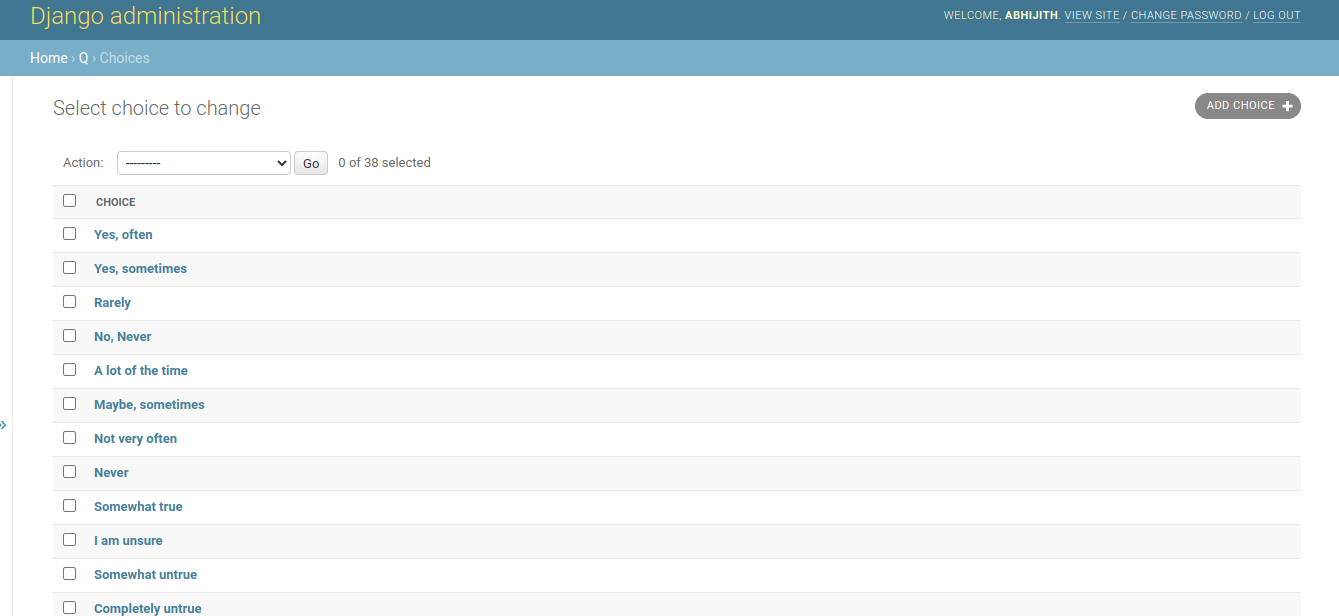 Django administration
WELCOME, ABHIJITH. VIEW SITE / CHANGE PASSWORD / LOG OUT
Home › Q › Choices
Select choice to change
ADD CHOICE +
Action: --------- Go 0 of 38 selected
CHOICE
Yes, often
Yes, sometimes
Rarely
No, Never
A lot of the time
Maybe, sometimes
Not very often
Never
Somewhat true
I am unsure
Somewhat untrue
Completely untrue
»